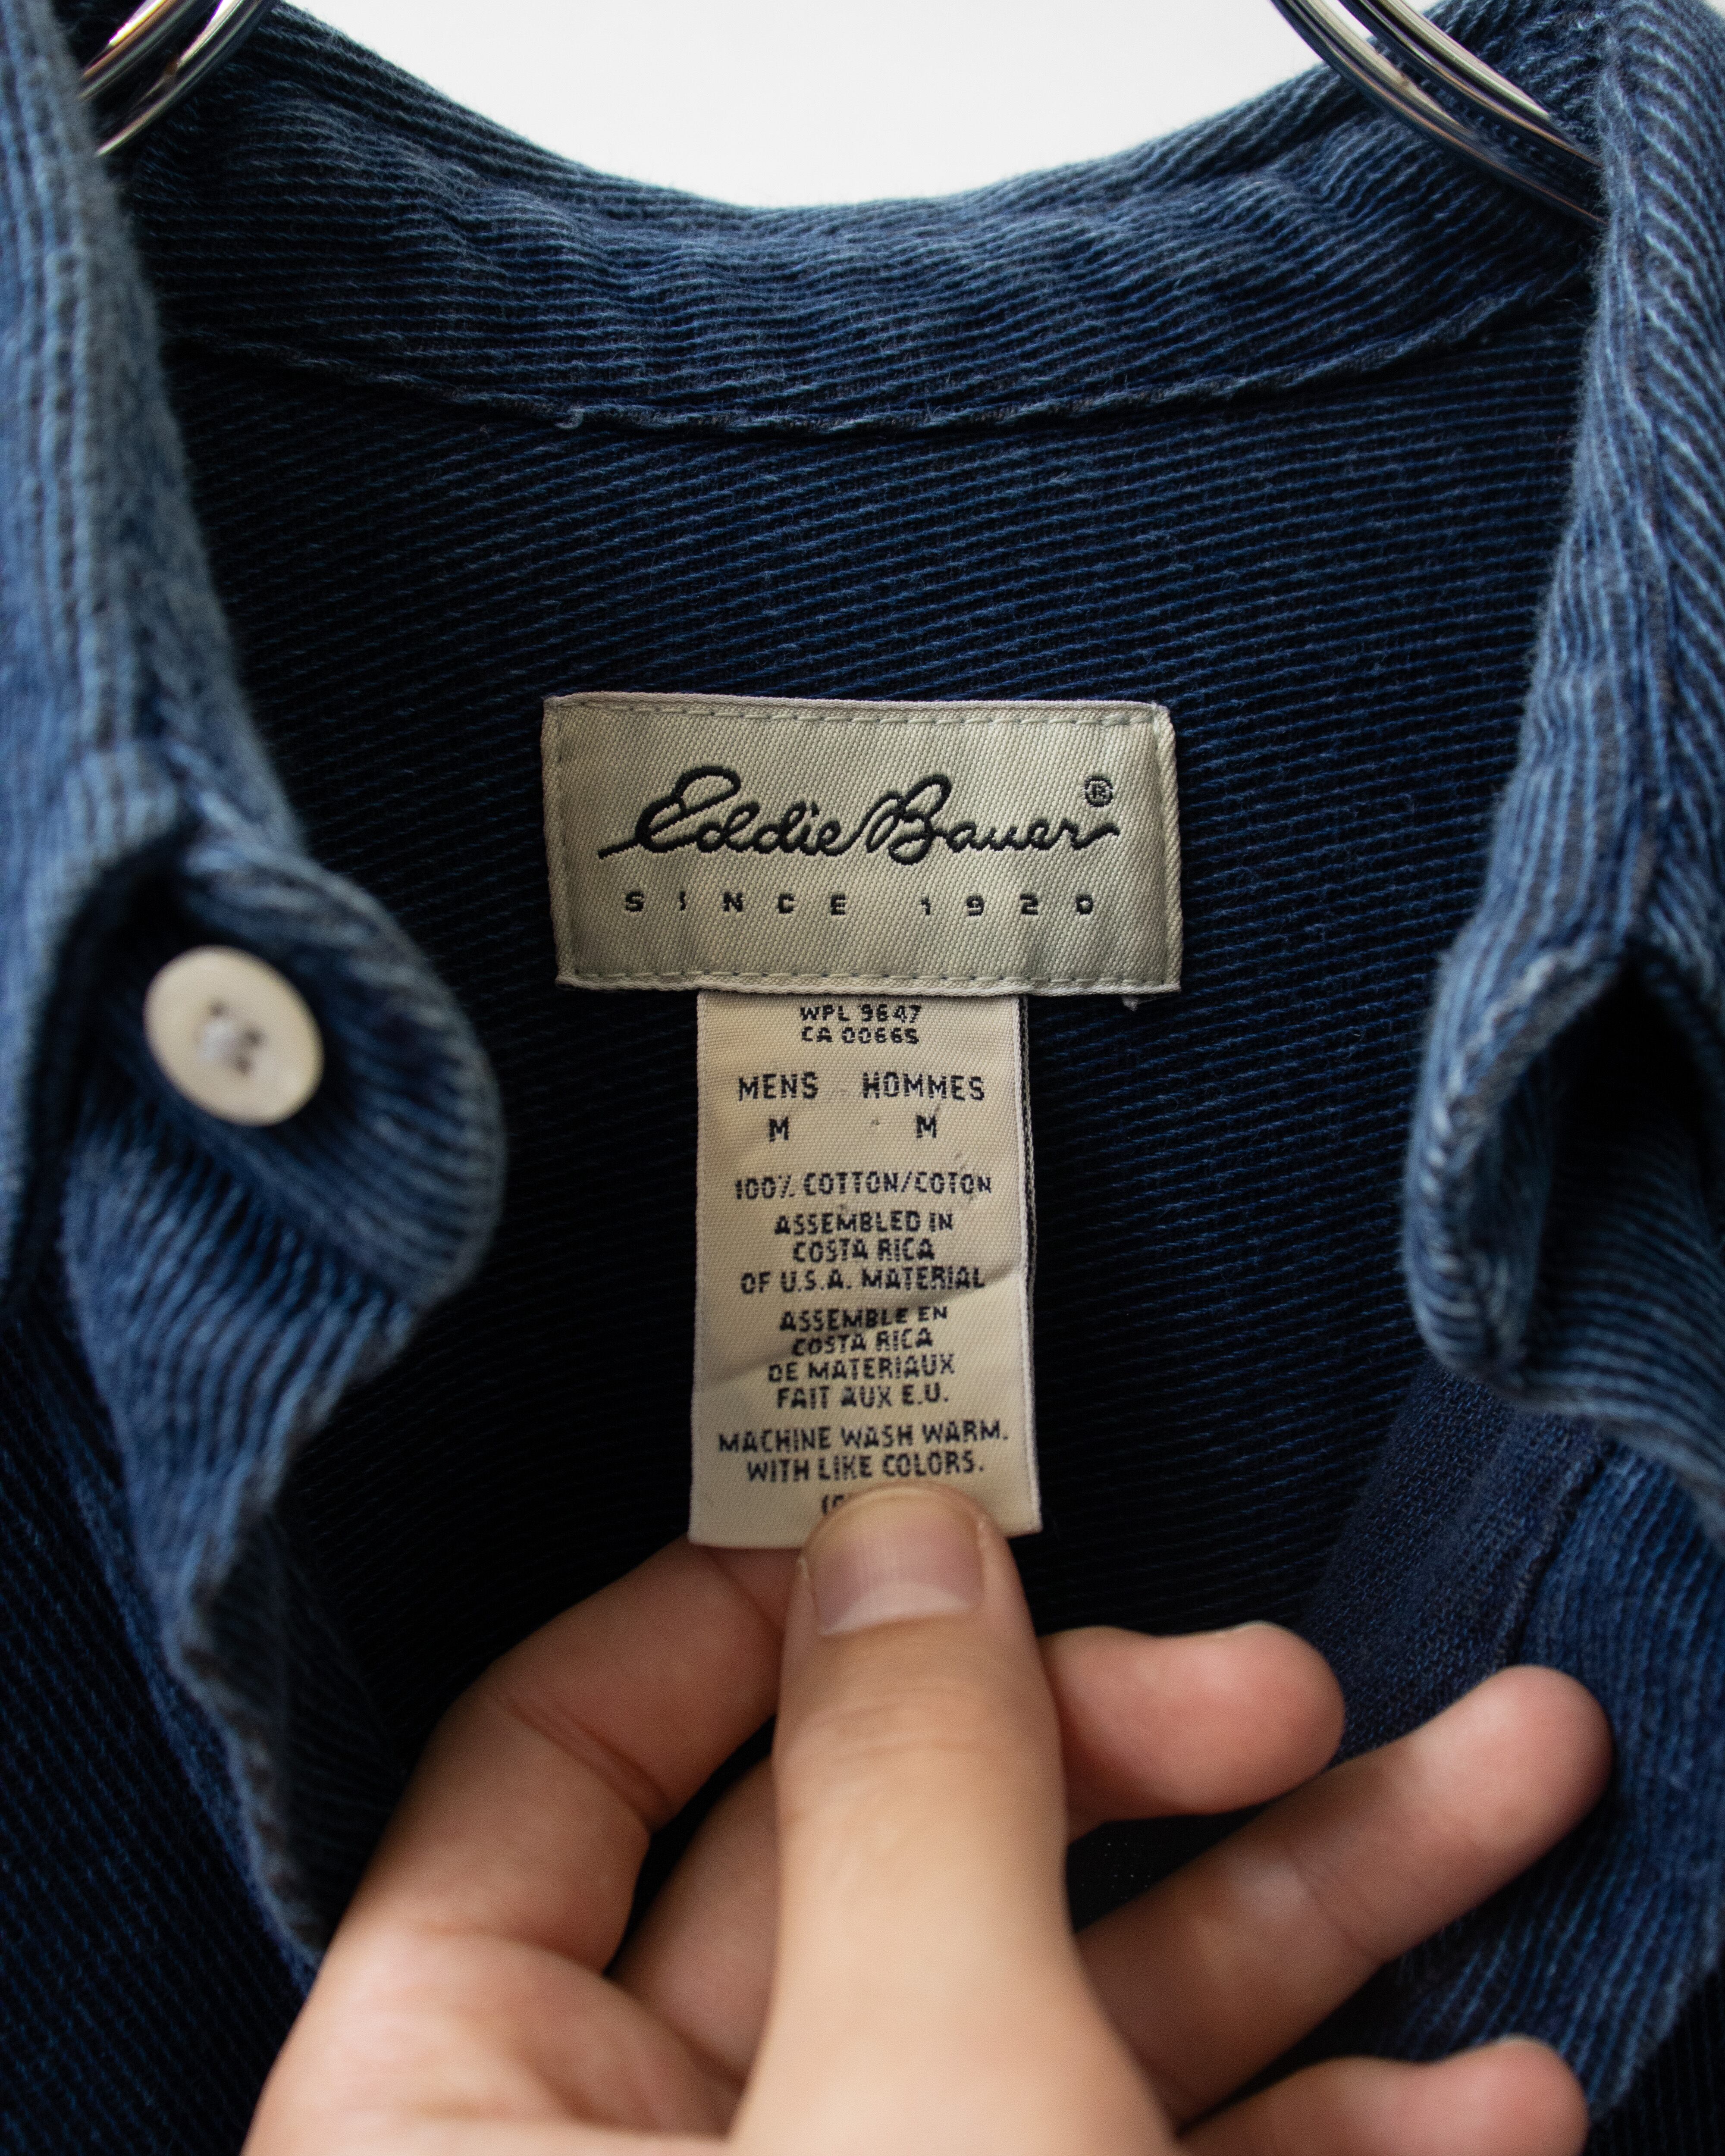 Eddie Bauer®
SINCE 1920
WPL 9647
CA 00665
MENS HOMMES
M M
100% COTTON/COTON
ASSEMBLED IN
COSTA RICA
OF U.S.A. MATERIAL
ASSEMBLE EN
COSTA RICA
DE MATERIAUX
FAIT AUX E.U.
MACHINE WASH WARM.
WITH LIKE COLORS.